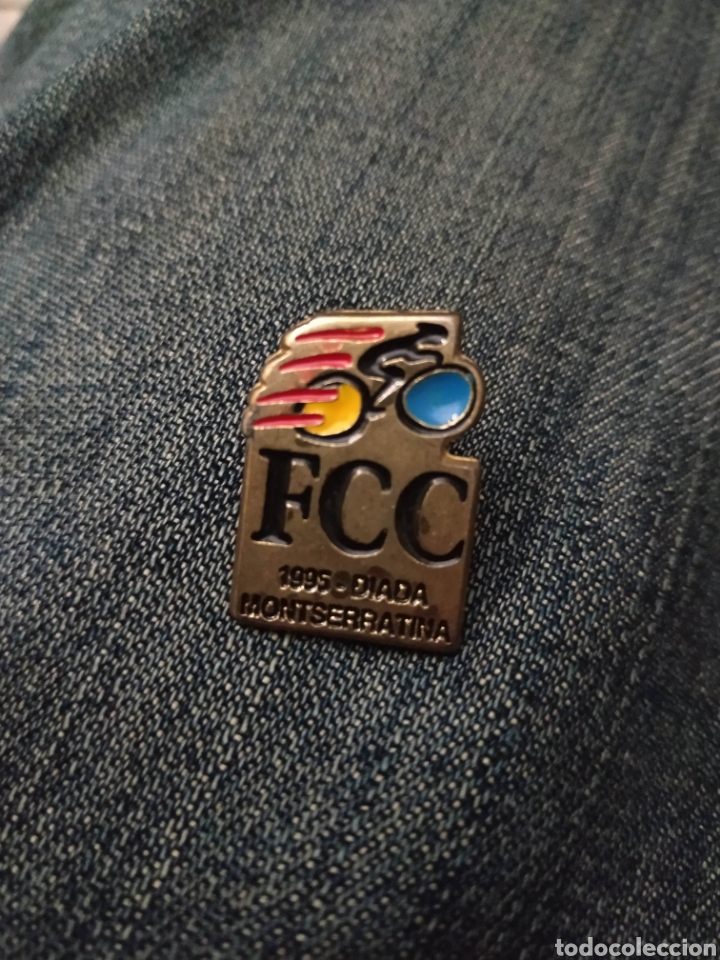 FCC
1995 - DIADA
MONTSERRATINA
todocoleccion